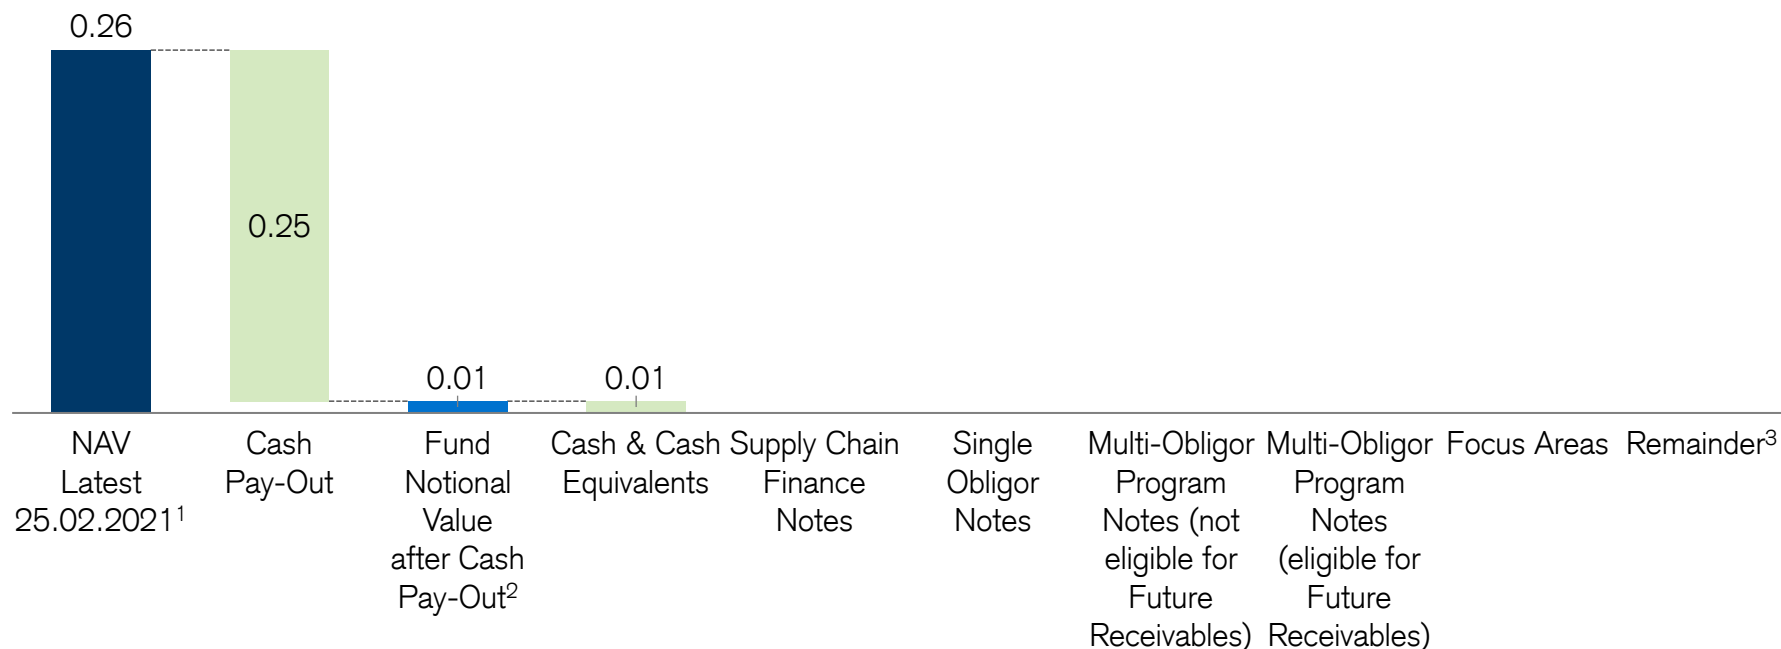 0.26
0.25
0.01
0.01
NAV
Latest
25.02.2021¹
Cash
Pay-Out
Fund
Notional
Value
after Cash
Pay-Out²
Cash & Cash
Equivalents
Supply Chain
Finance
Notes
Single
Obligor
Notes
Multi-Obligor
Program
Notes (not
eligible for
Future
Receivables)
Multi-Obligor
Program
Notes
(eligible for
Future
Receivables)
Focus Areas
Remainder³